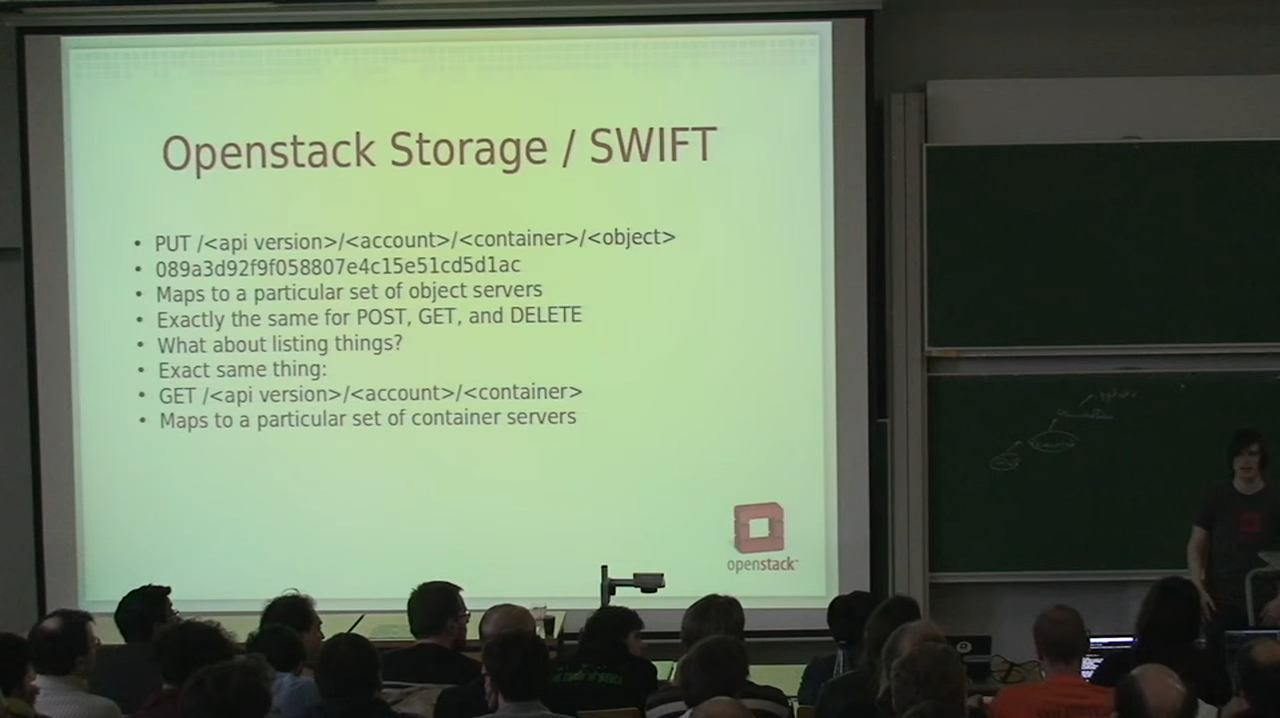 Openstack Storage / SWIFT
• PUT /<api version>/<account>/<container>/<object>
• 089a3d92f9f058807e4c15e51cd5d1ac
• Maps to a particular set of object servers
• Exactly the same for POST, GET, and DELETE
• What about listing things?
• Exact same thing:
• GET /<api version>/<account>/<container>
• Maps to a particular set of container servers
openstack™